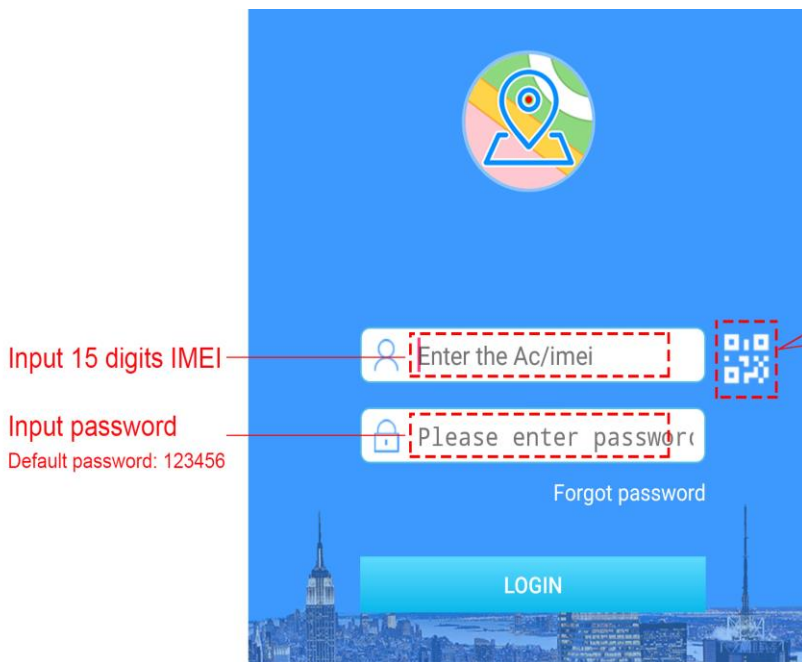 Input 15 digits IMEI
Enter the Ac/imei
Input password
Default password: 123456
Please enter passwor
Forgot password
LOGIN